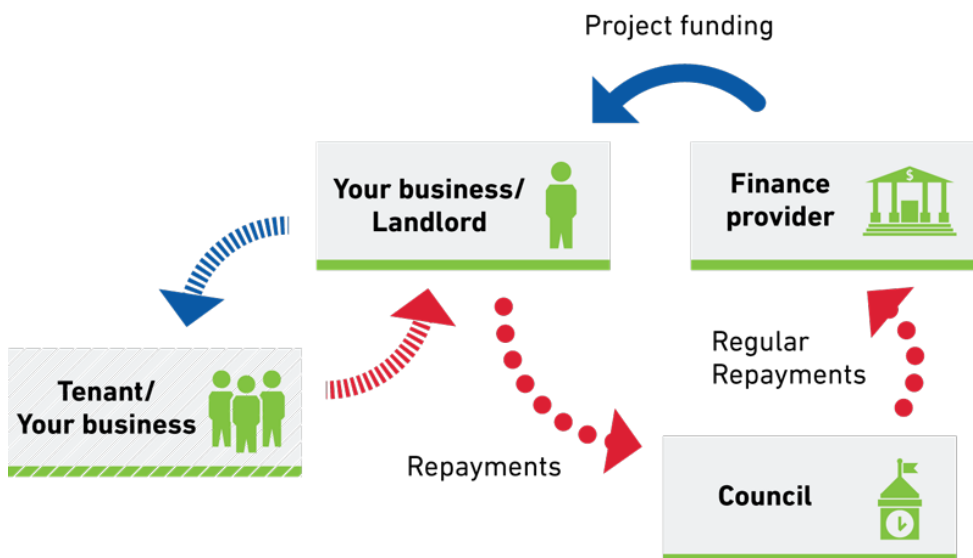 Project funding
Your business/
Landlord
Finance
provider
$
Tenant/
Your business
Regular
Repayments
Repayments
Council